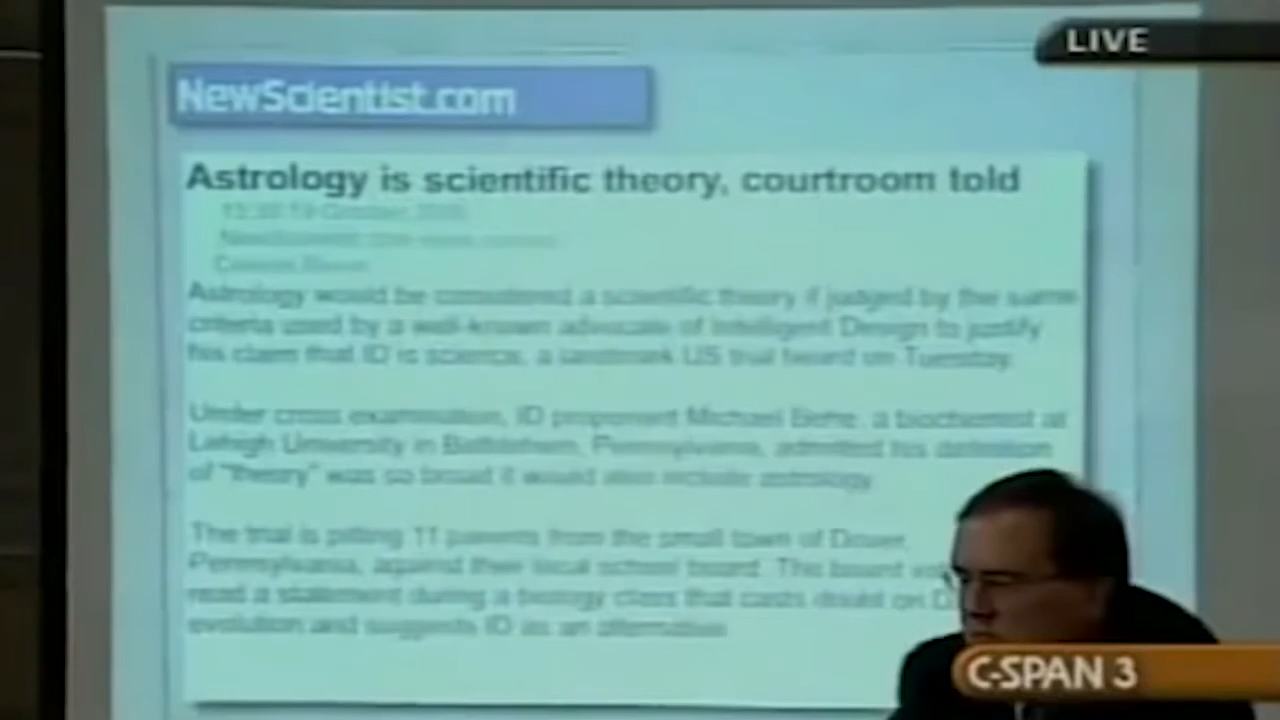 LIVE
NewScientist.com
Astrology is scientific theory, courtroom told
19 October 2005
Astrology would be considered a scientific theory if judged by the same
criteria used by a well-known advocate of Intelligent Design to justify
his claim that ID is science, a landmark US trial heard on Tuesday.
Under cross examination, ID proponent Michael Behe, a biochemist at
Lehigh University in Bethlehem, Pennsylvania, admitted his definition
of "theory" was so broad it would also include astrology.
The trial is pitting 11 parents from the small town of Dover,
Pennsylvania, against their local school board. The board
read a statement during a biology class that casts doubt on D
evolution and suggests ID as an alternative.
C-SPAN 3